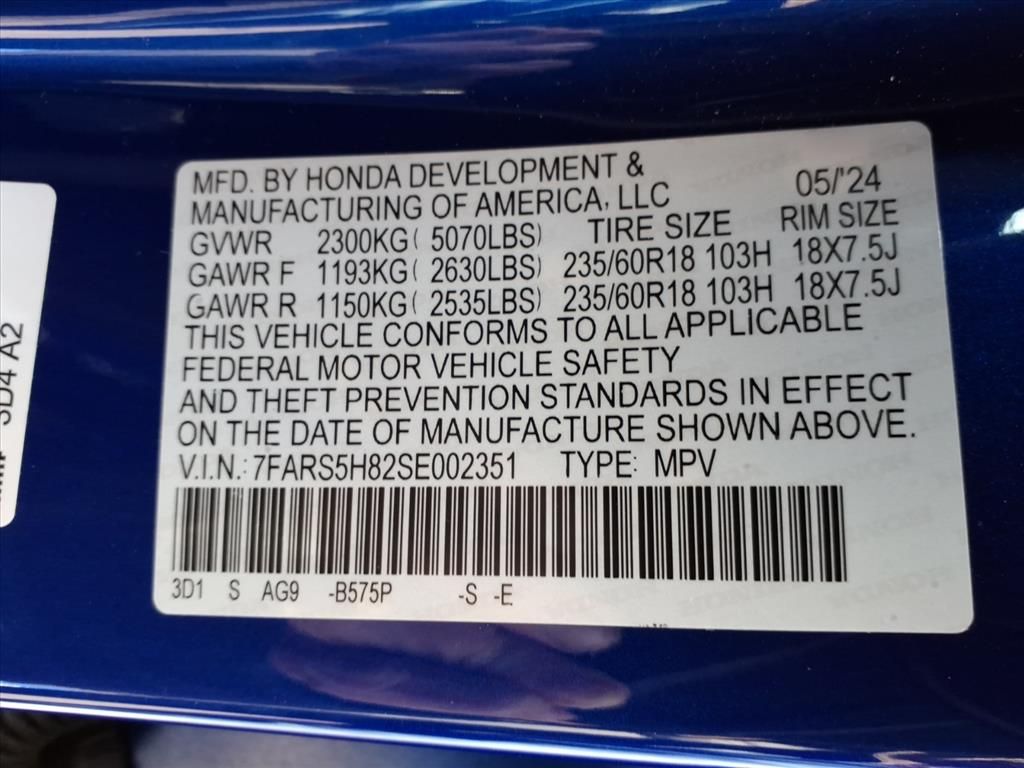 MFD. BY HONDA DEVELOPMENT &
MANUFACTURING OF AMERICA, LLC 05/'24
GVWR 2300KG( 5070LBS) TIRE SIZE RIM SIZE
GAWR F 1193KG( 2630LBS) 235/60R18 103H 18X7.5J
GAWR R 1150KG( 2535LBS) 235/60R18 103H 18X7.5J
THIS VEHICLE CONFORMS TO ALL APPLICABLE
FEDERAL MOTOR VEHICLE SAFETY
AND THEFT PREVENTION STANDARDS IN EFFECT
ON THE DATE OF MANUFACTURE SHOWN ABOVE.
V.I.N.: 7FARS5H82SE002351 TYPE: MPV
3D1 S AG9 -B575P -S -E
A2